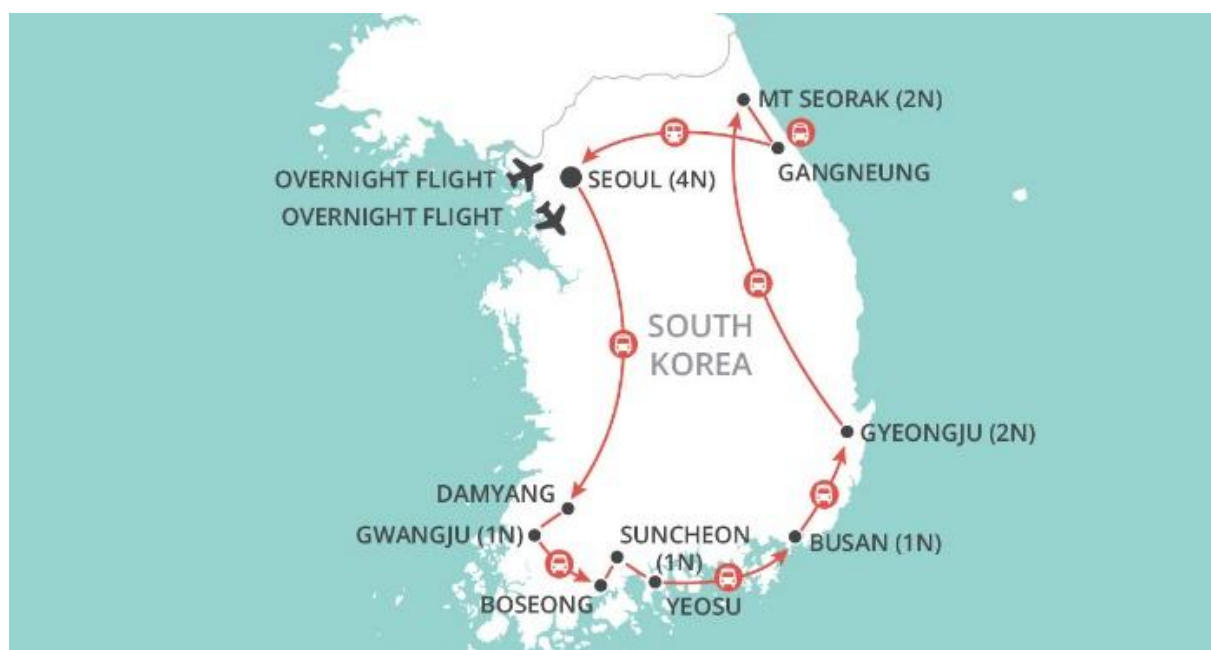 MT SEORAK (2N)
GANGNEUNG
OVERNIGHT FLIGHT
SEOUL (4N)
OVERNIGHT FLIGHT
SOUTH
KOREA
GYEONGJU (2N)
DAMYANG
GWANGJU (1N)
SUNCHEON
(1N)
BUSAN (1N)
BOSEONG
YEOSU